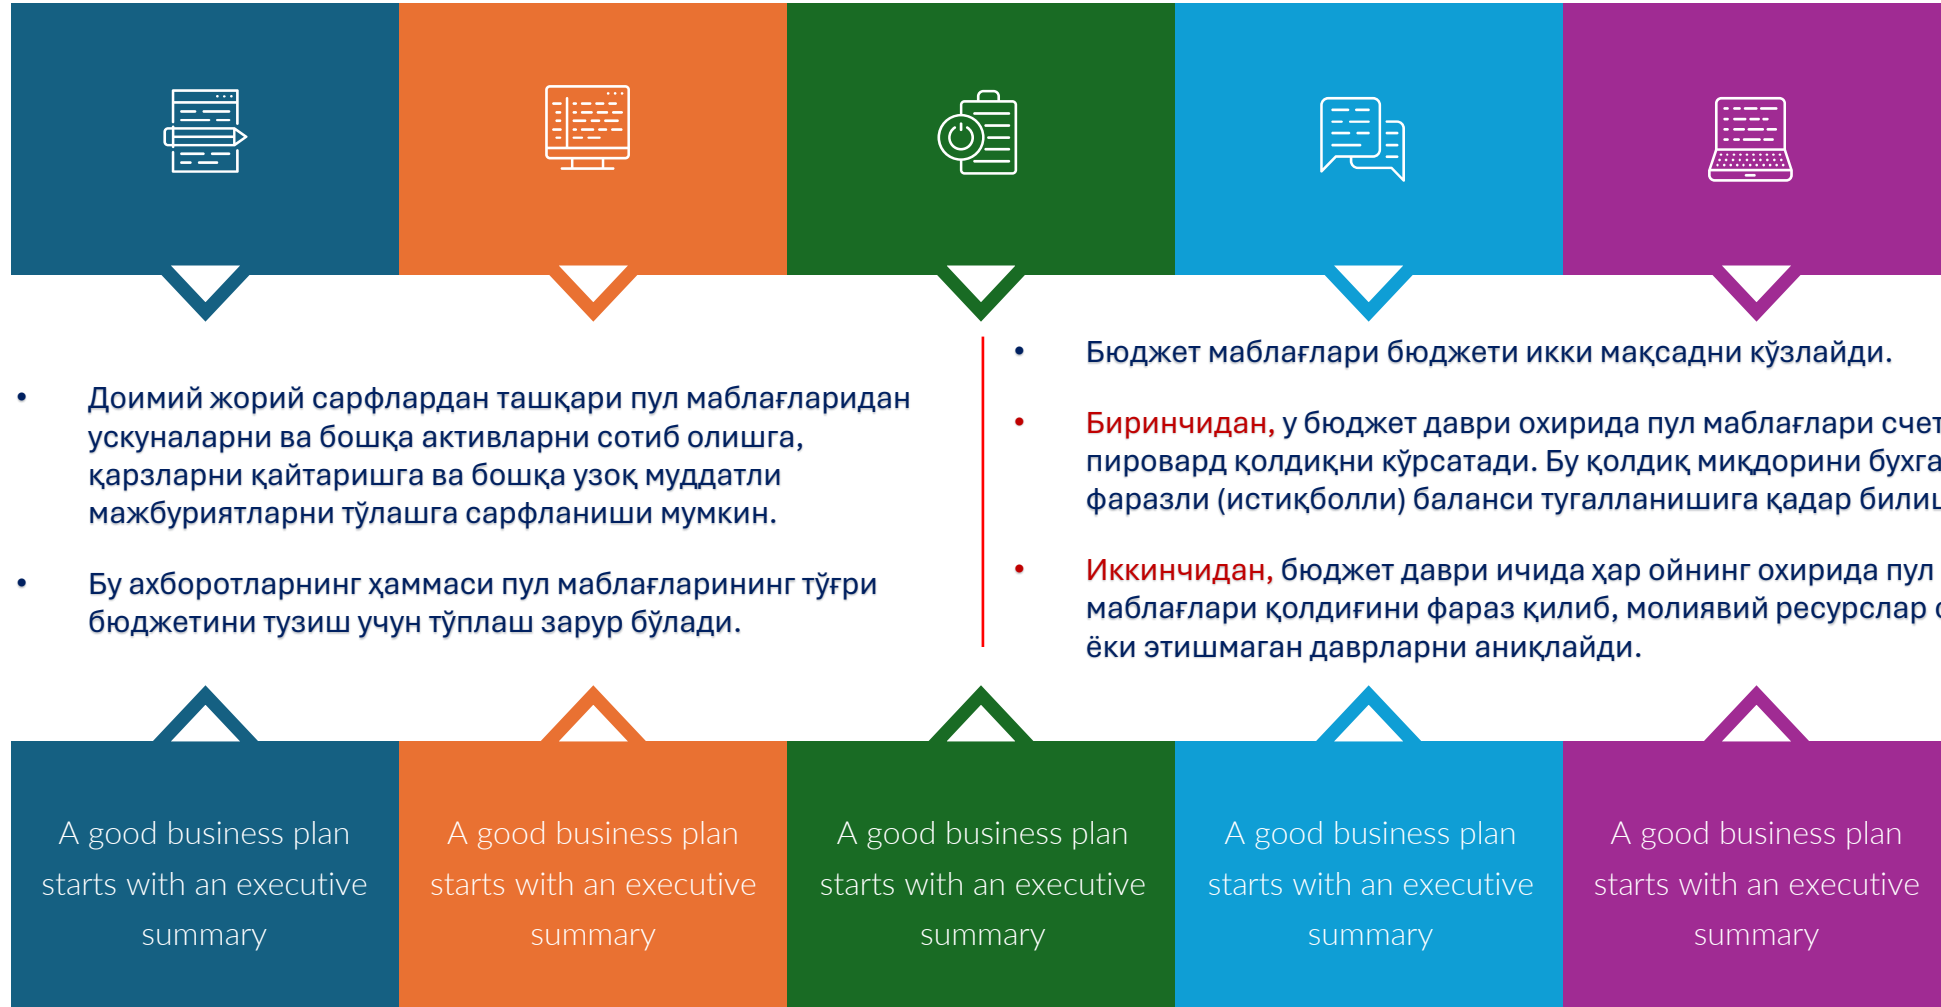 • Доимий жорий сарфлардан ташқари пул маблағларидан
ускуналарни ва бошқа активларни сотиб олишга,
қарзларни қайтаришга ва бошқа узоқ муддатли
мажбуриятларни тўлашга сарфланиши мумкин.
• Бу ахборотларнинг ҳаммаси пул маблағларининг тўғри
бюджетини тузиш учун тўплаш зарур бўлади.
• Бюджет маблағлари бюджети икки мақсадни кўзлайди.
• Биринчидан, у бюджет даври охирида пул маблағлари
пировард қолдиқни кўрсатади. Бу қолдиқ миқдорини
фаразли (истиқболли) баланси тугалланишига қадар
• Иккинчидан, бюджет даври ичида ҳар ойнинг охирида пул
маблағлари қолдиғини фараз қилиб, молиявий ресурслар
ёки этишмаган даврларни аниқлайди.
A good business plan
starts with an executive
summary
A good business plan
starts with an executive
summary
A good business plan
starts with an executive
summary
A good business plan
starts with an executive
summary
A good business plan
starts with an executive
summary